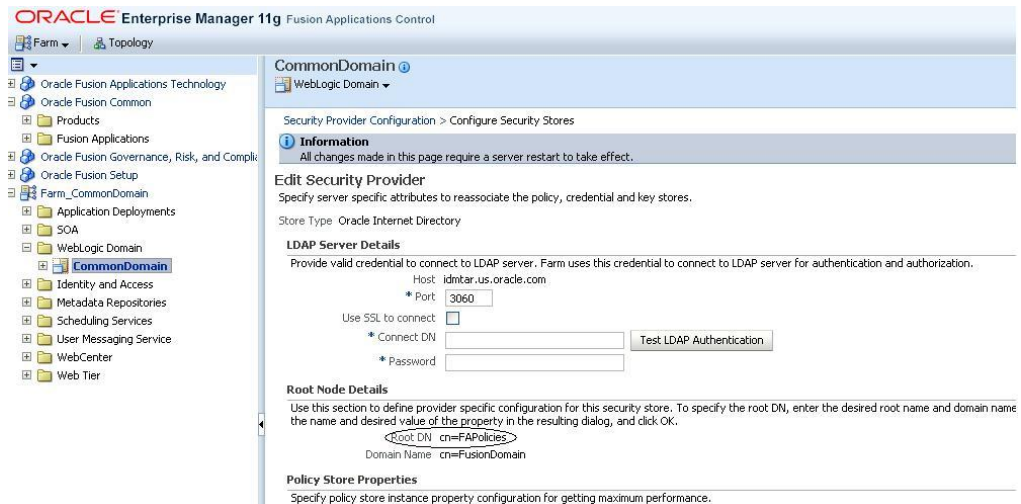 ORACLE Enterprise Manager 11g Fusion Applications Control
Farm Topology
Oracle Fusion Applications Technology
Oracle Fusion Common
Products
Fusion Applications
Oracle Fusion Governance, Risk, and Compli
Oracle Fusion Setup
Farm_CommonDomain
Application Deployments
SOA
WebLogic Domain
CommonDomain
Identity and Access
Metadata Repositories
Scheduling Services
User Messaging Service
WebCenter
Web Tier
CommonDomain
WebLogic Domain
Security Provider Configuration > Configure Security Stores
Information
All changes made in this page require a server restart to take effect.
Edit Security Provider
Specify server specific attributes to reassociate the policy, credential and key stores.
Store Type Oracle Internet Directory
LDAP Server Details
Provide valid credential to connect to LDAP server. Farm uses this credential to connect to LDAP server for authentication and authorization.
Host idmtar.us.oracle.com
* Port 3060
Use SSL to connect
* Connect DN Test LDAP Authentication
* Password
Root Node Details
Use this section to define provider specific configuration for this security store. To specify the root DN, enter the desired root name and domain name
the name and desired value of the property in the resulting dialog, and click OK.
Root DN cn=FAPolicies
Domain Name cn=FusionDomain
Policy Store Properties
Specify policy store instance property configuration for getting maximum performance.